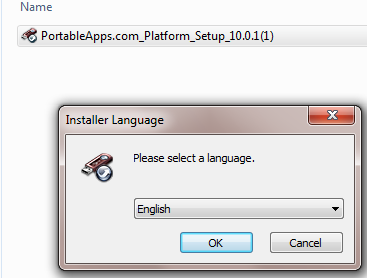 Name
PortableApps.com_Platform_Setup_10.0.1(1)
Installer Language
Please select a language.
English
OK
Cancel